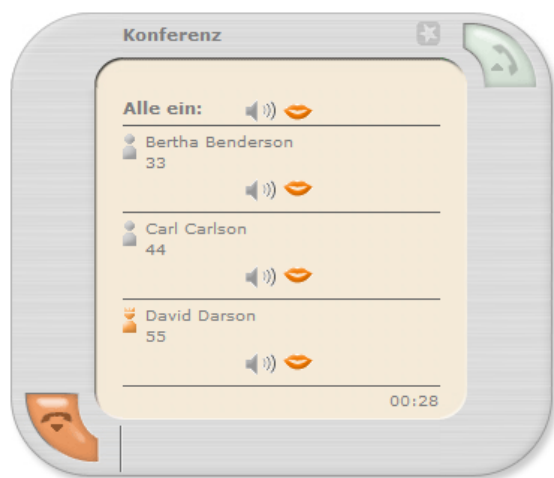 Konferenz
Alle ein:
Bertha Benderson
33
Carl Carlson
44
David Darson
55
00:28